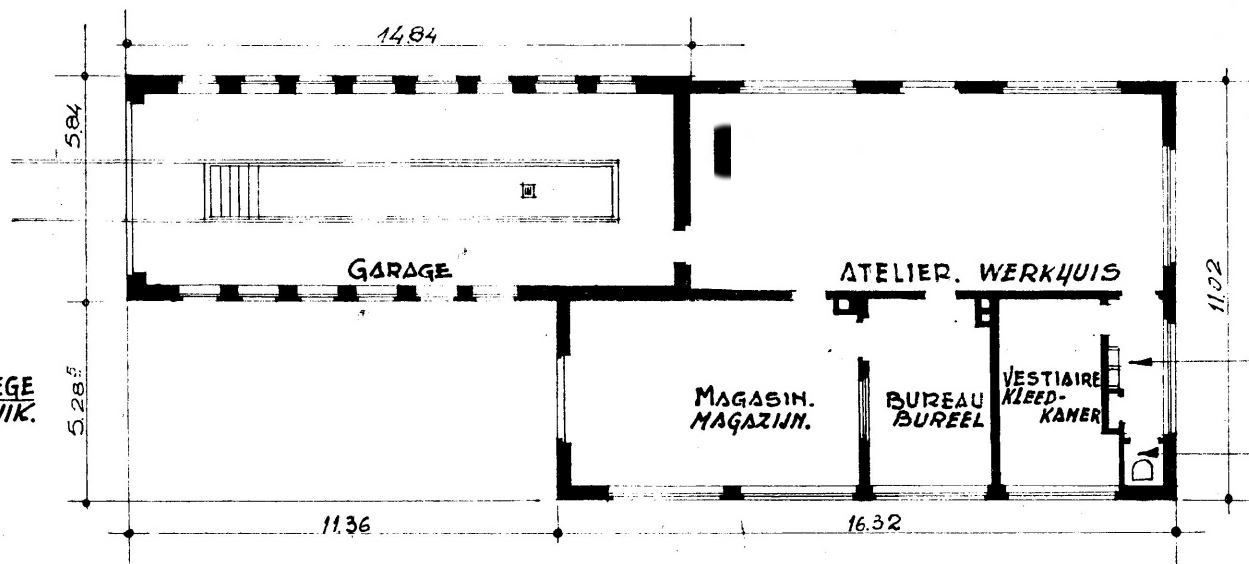 14.84
5.84
GARAGE
ATELIER. WERKHUIS
11.02
5.28⁵
MAGASIN.
MAGAZIJN.
BUREAU
BUREEL
VESTIAIRE
KLEED-
KAMER
11.36
16.32